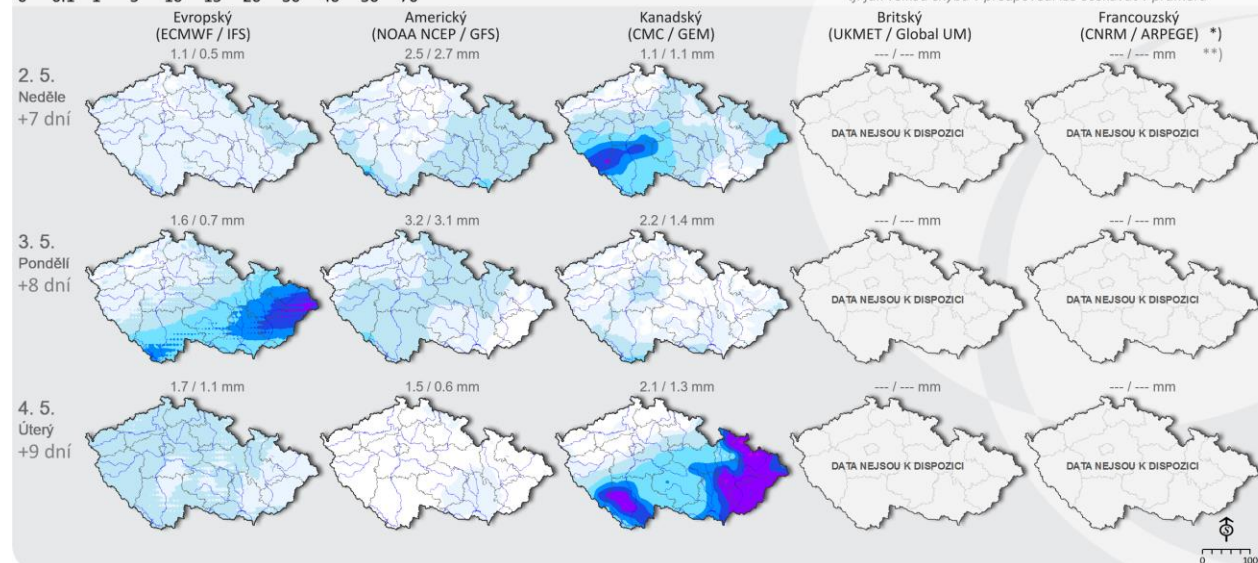 Evropský Americký Kanadský Britský Francouzský
(ECMWF / IFS) (NOAA NCEP / GFS) (CMC / GEM) (UKMET / Global UM) (CNRM / ARPEGE) *)
1.1 / 0.5 mm 2.5 / 2.7 mm 1.1 / 1.1 mm --- / --- mm --- / --- mm **)
2. 5.
Neděle
+7 dní
DATA NEJSOU K DISPOZICI DATA NEJSOU K DISPOZICI
1.6 / 0.7 mm 3.2 / 3.1 mm 2.2 / 1.4 mm --- / --- mm --- / --- mm
3. 5.
Pondělí
+8 dní
DATA NEJSOU K DISPOZICI DATA NEJSOU K DISPOZICI
1.7 / 1.1 mm 1.5 / 0.6 mm 2.1 / 1.3 mm --- / --- mm --- / --- mm
4. 5.
Úterý
+9 dní
DATA NEJSOU K DISPOZICI DATA NEJSOU K DISPOZICI
S
0 100